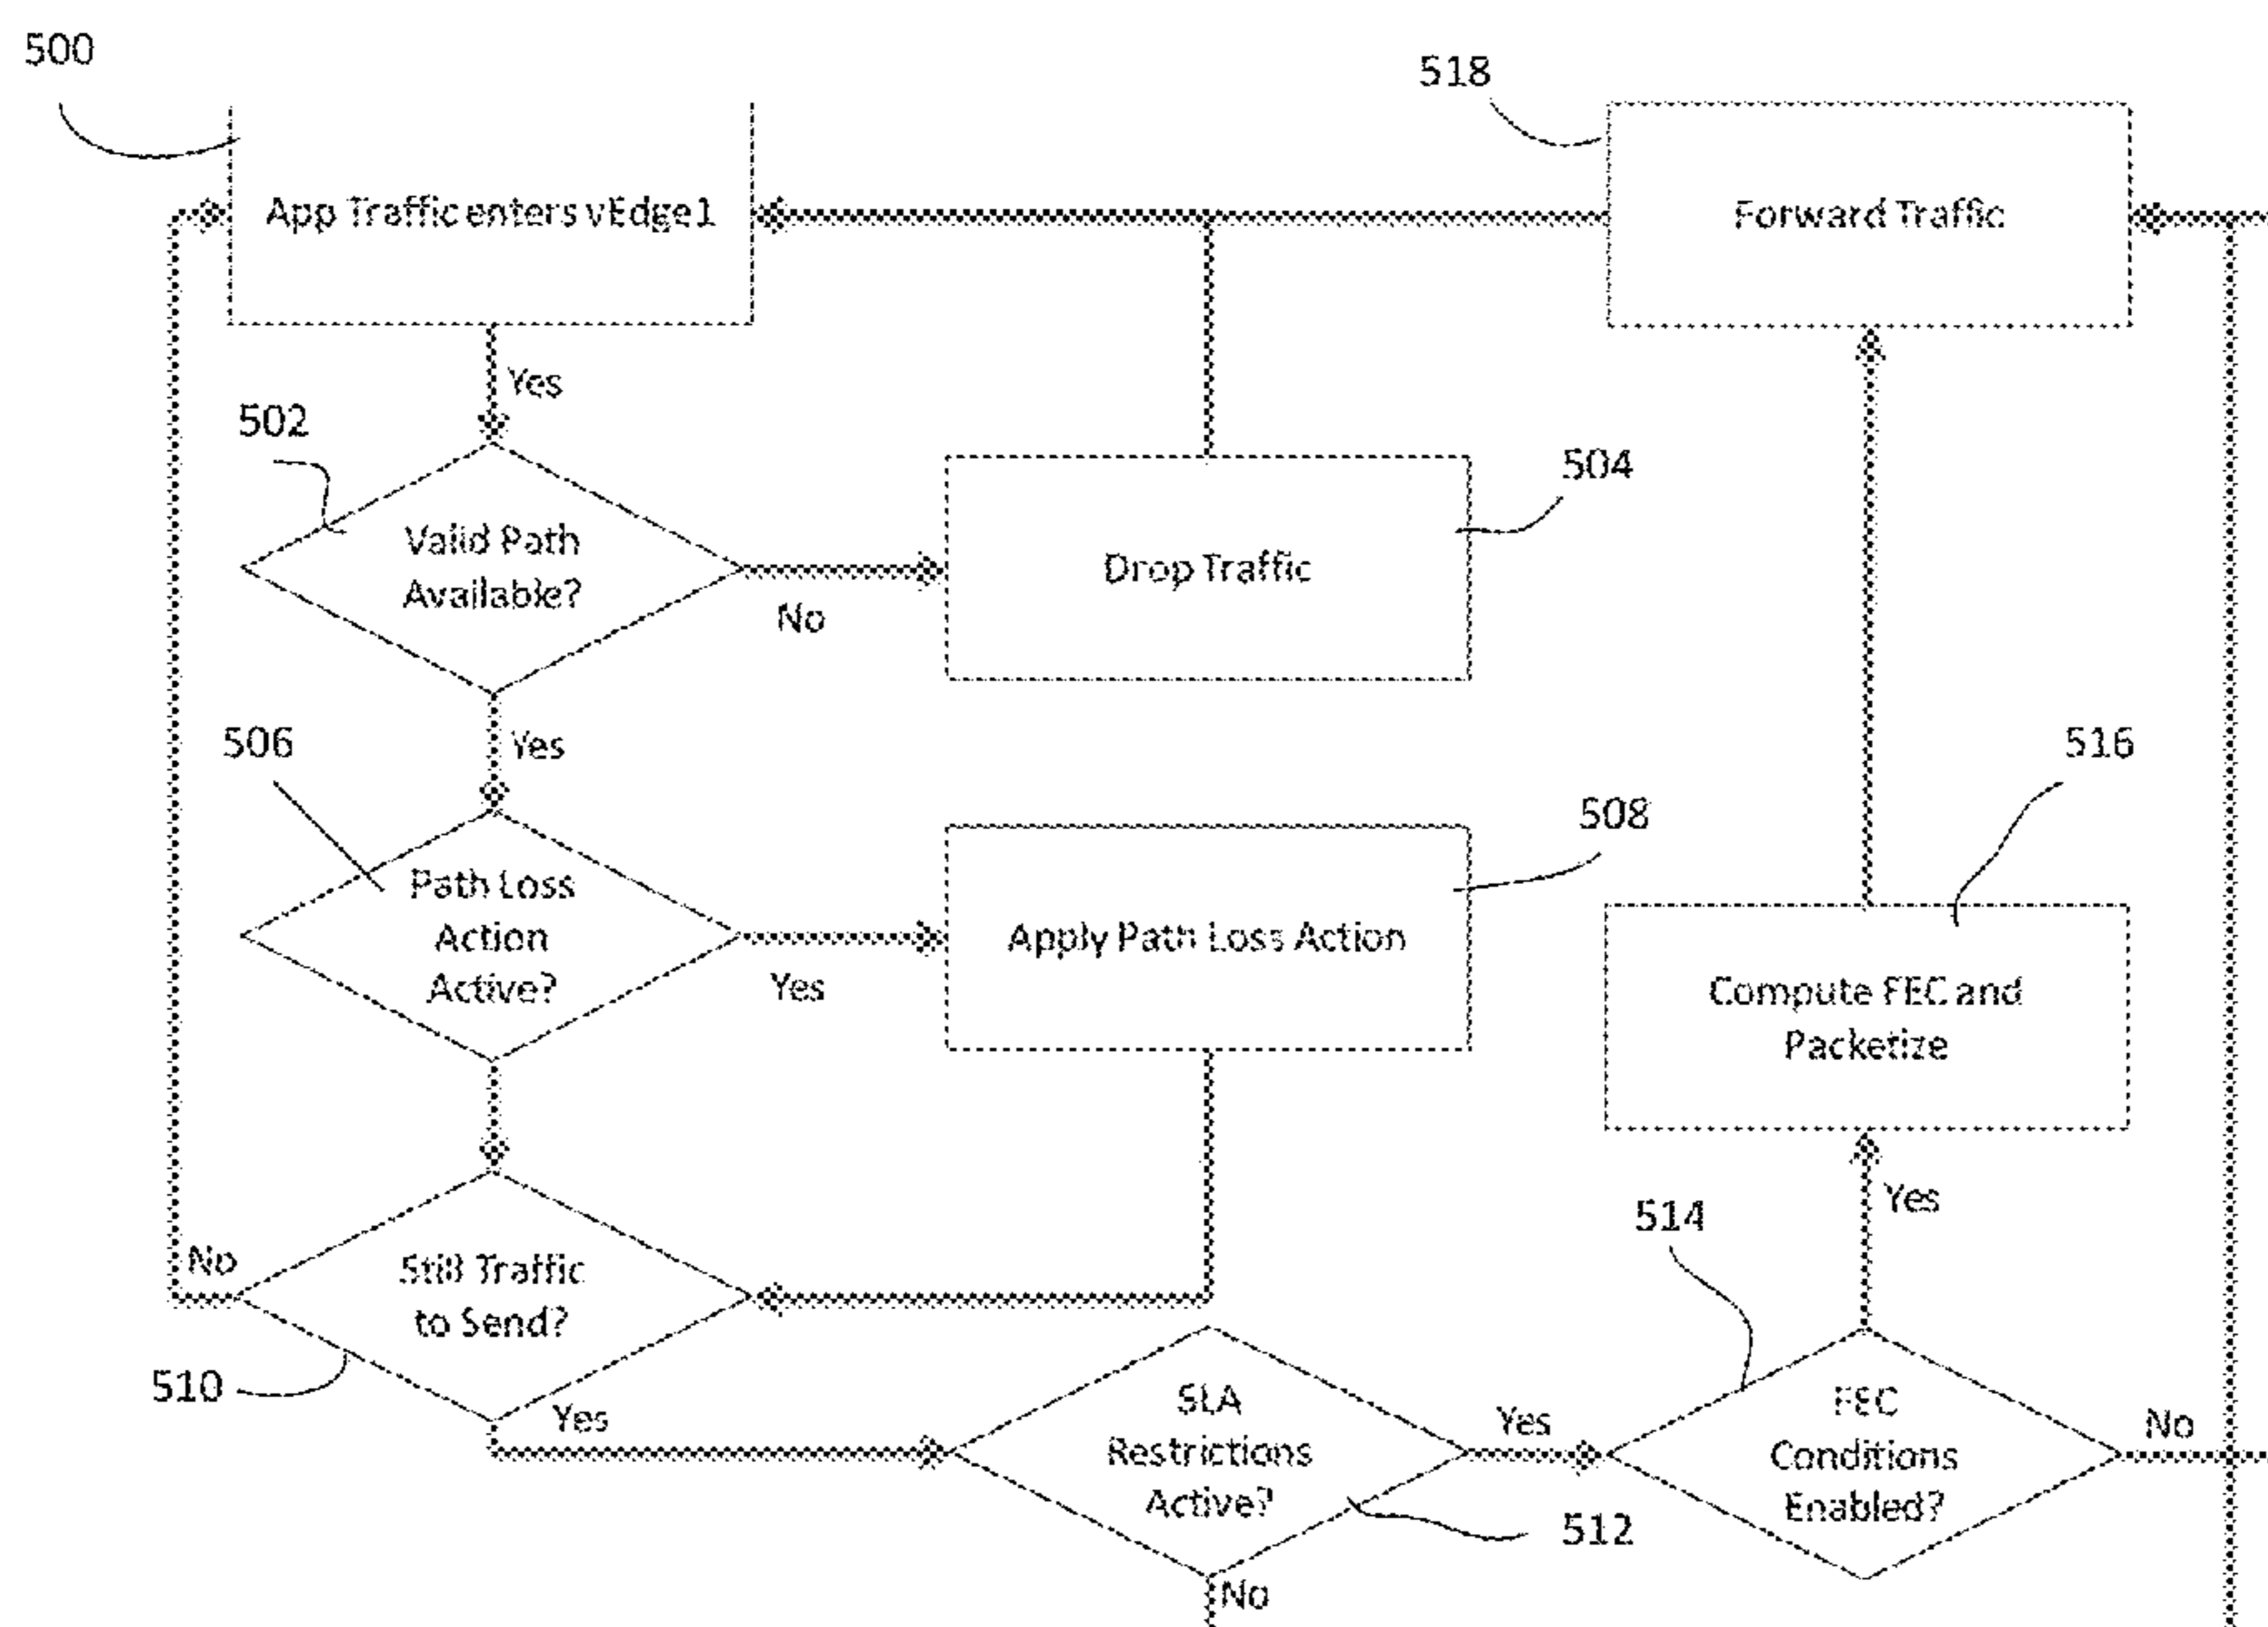 500
518
App Traffic enters vEdge1
Forward Traffic
Yes
502
504
Valid Path
Available?
Drop Traffic
No
506
Yes
516
508
Path Loss
Action
Active?
Apply Path Loss Action
Yes
Compute FEC and
Packetize
514
Yes
No
Still Traffic
to Send?
510
Yes
SLA
Restrictions
Active?
Yes
FEC
Conditions
Enabled?
No
512
No